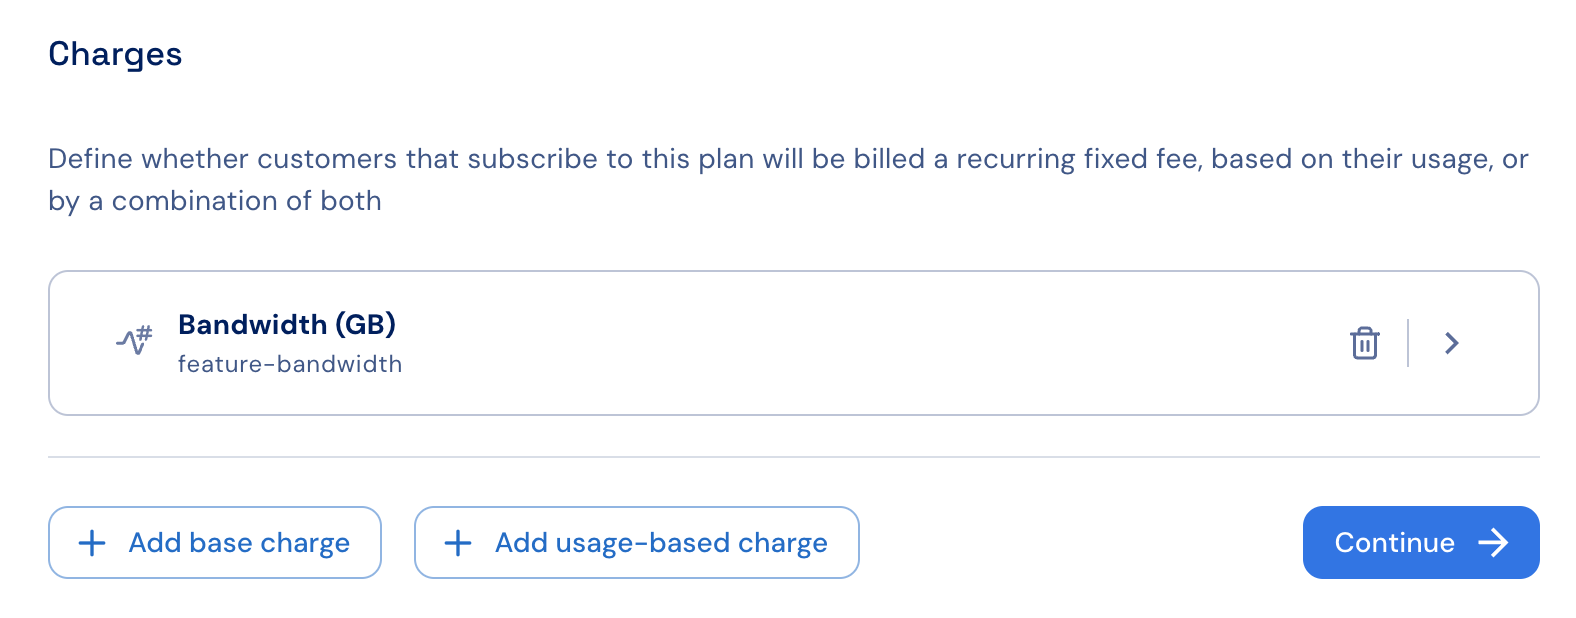 Charges
Define whether customers that subscribe to this plan will be billed a recurring fixed fee, based on their usage, or
by a combination of both
Bandwidth (GB)
feature-bandwidth
Add base charge
Add usage-based charge
Continue